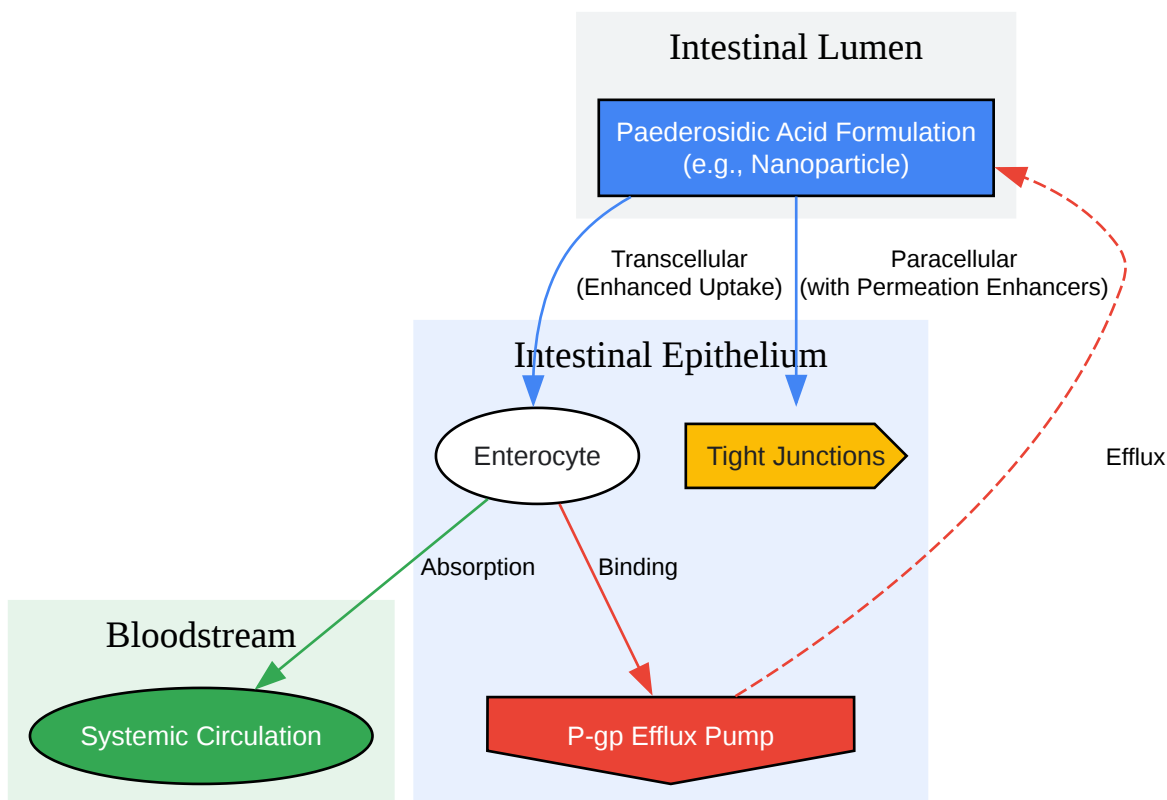 Intestinal Lumen
Paederosidic Acid Formulation
(e.g., Nanoparticle)
Transcellular
(Enhanced Uptake)
Paracellular
(with Permeation Enhancers)
Intestinal Epithelium
Enterocyte
Tight Junctions
Efflux
Absorption
Binding
Bloodstream
Systemic Circulation
P-gp Efflux Pump